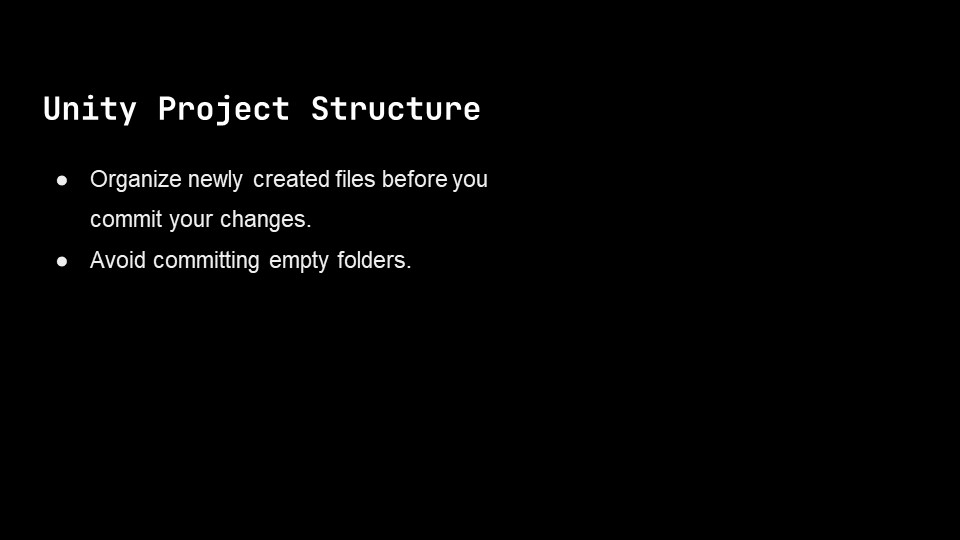 Unity Project Structure
● Organize newly created files before you
commit your changes.
● Avoid committing empty folders.